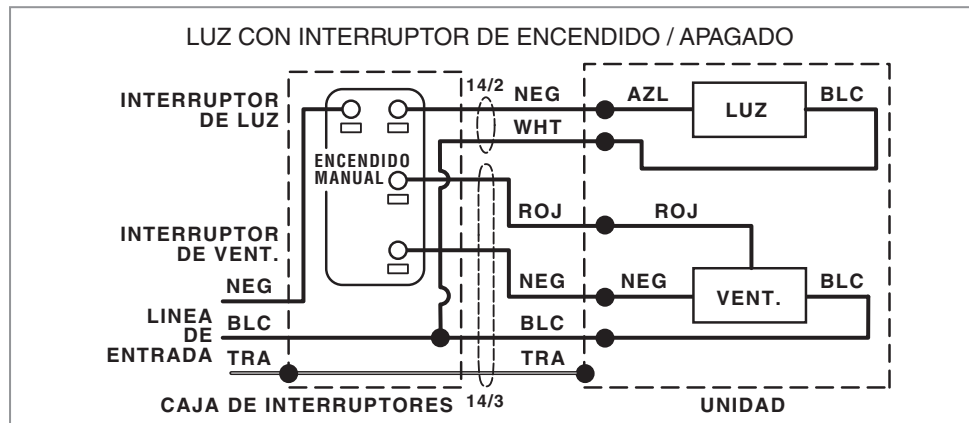 LUZ CON INTERRUPTOR DE ENCENDIDO / APAGADO
INTERRUPTOR
DE LUZ
14/2
NEG
AZL
LUZ
BLC
WHT
ENCENDIDO
MANUAL
ROJ
ROJ
INTERRUPTOR
DE VENT.
NEG
NEG
NEG
VENT.
BLC
LINEA
DE
ENTRADA
BLC
BLC
TRA
TRA
CAJA DE INTERRUPTORES
14/3
UNIDAD